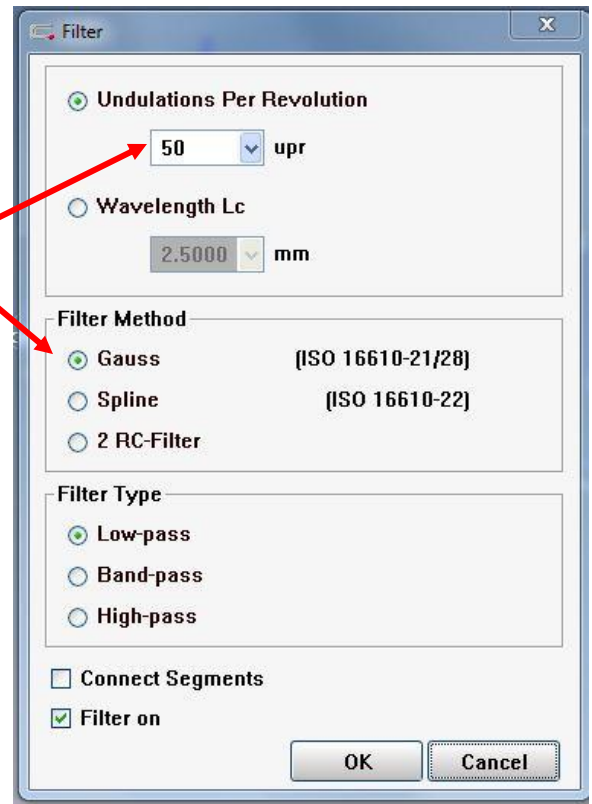 Filter
Undulations Per Revolution
50 upr
Wavelength Lc
2.5000 mm
Filter Method
Gauss (ISO 16610-21/28)
Spline (ISO 16610-22)
2 RC-Filter
Filter Type
Low-pass
Band-pass
High-pass
Connect Segments
Filter on
OK Cancel